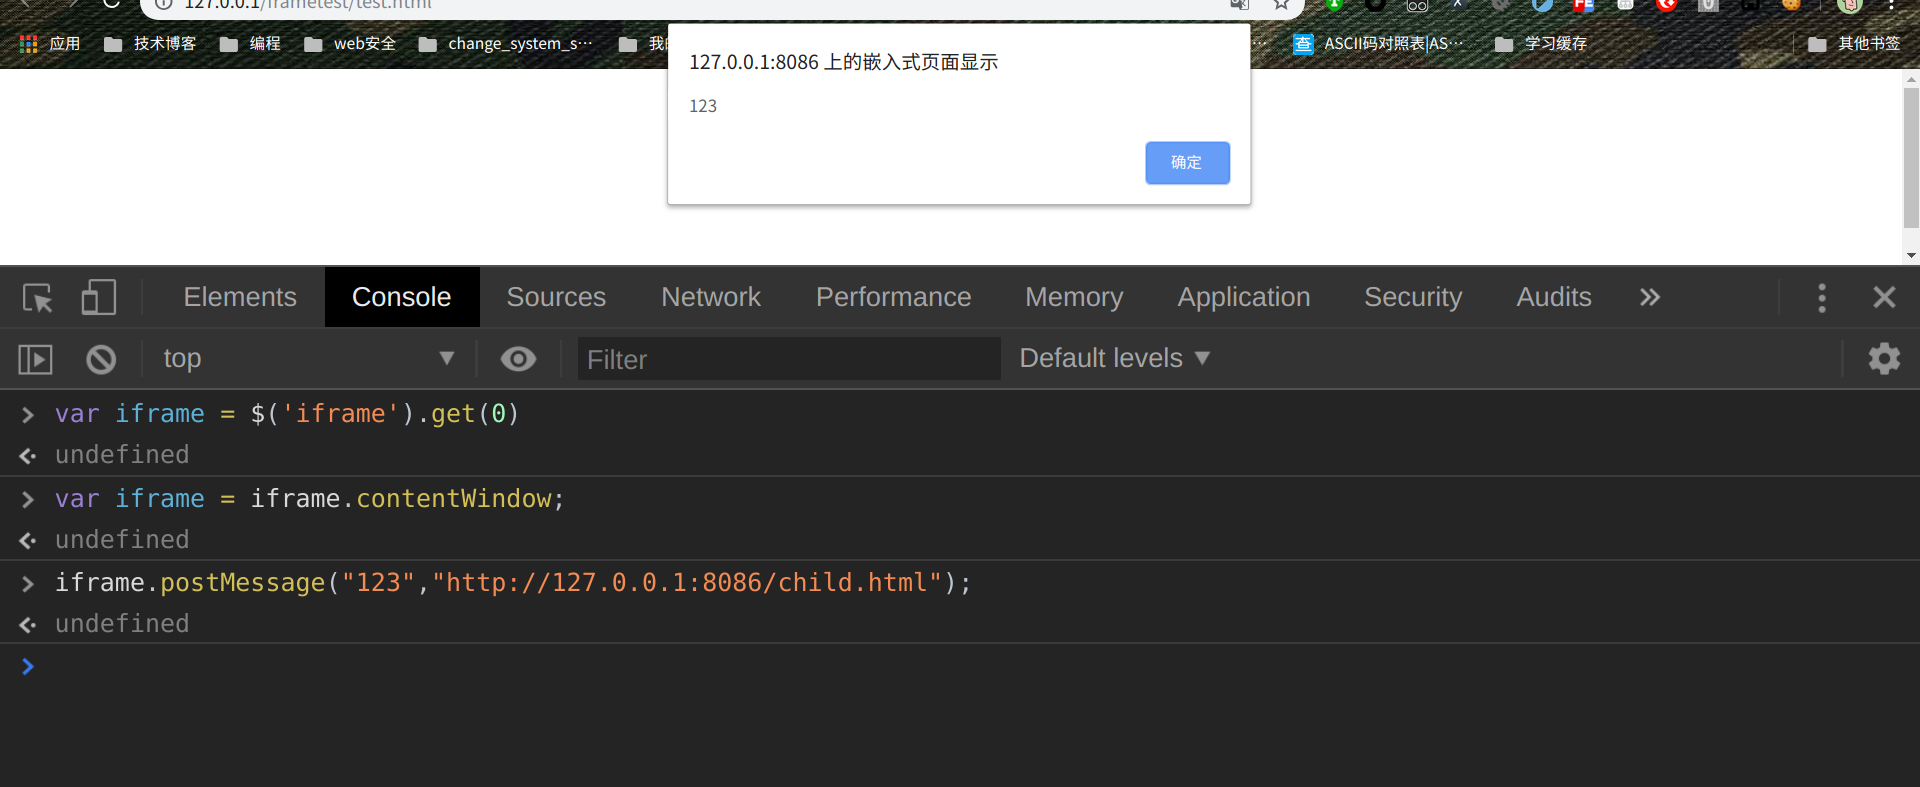 127.0.0.1/frametest/test.html
应用 技术博客 编程 web安全 change_system_s… 我 … ASCII码对照表|AS… 学习缓存 其他书签
127.0.0.1:8086 上的嵌入式页面显示
123
确定
Elements Console Sources Network Performance Memory Application Security Audits
top Filter Default levels
var iframe = $('iframe').get(0)
undefined
var iframe = iframe.contentWindow;
undefined
iframe.postMessage("123","http://127.0.0.1:8086/child.html");
undefined